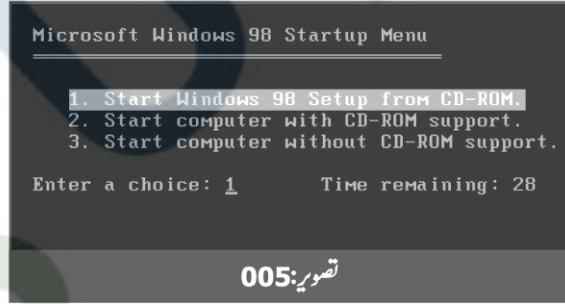 Microsoft Windows 98 Startup Menu
1. Start Windows 98 Setup from CD-ROM.
2. Start computer with CD-ROM support.
3. Start computer without CD-ROM support.
Enter a choice: 1 Time remaining: 28
تصویر:005